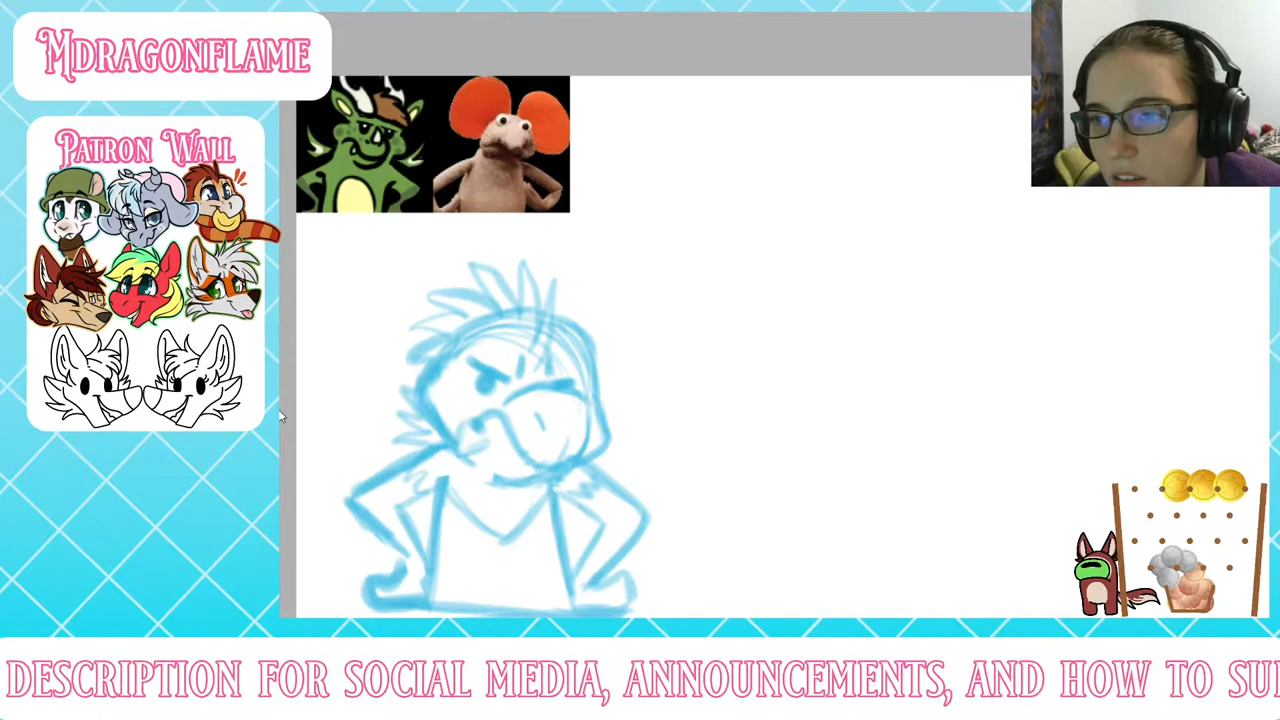 Mdragonflame
Patron Wall
DESCRIPTION FOR SOCIAL MEDIA, ANNOUNCEMENTS, AND HOW TO SU